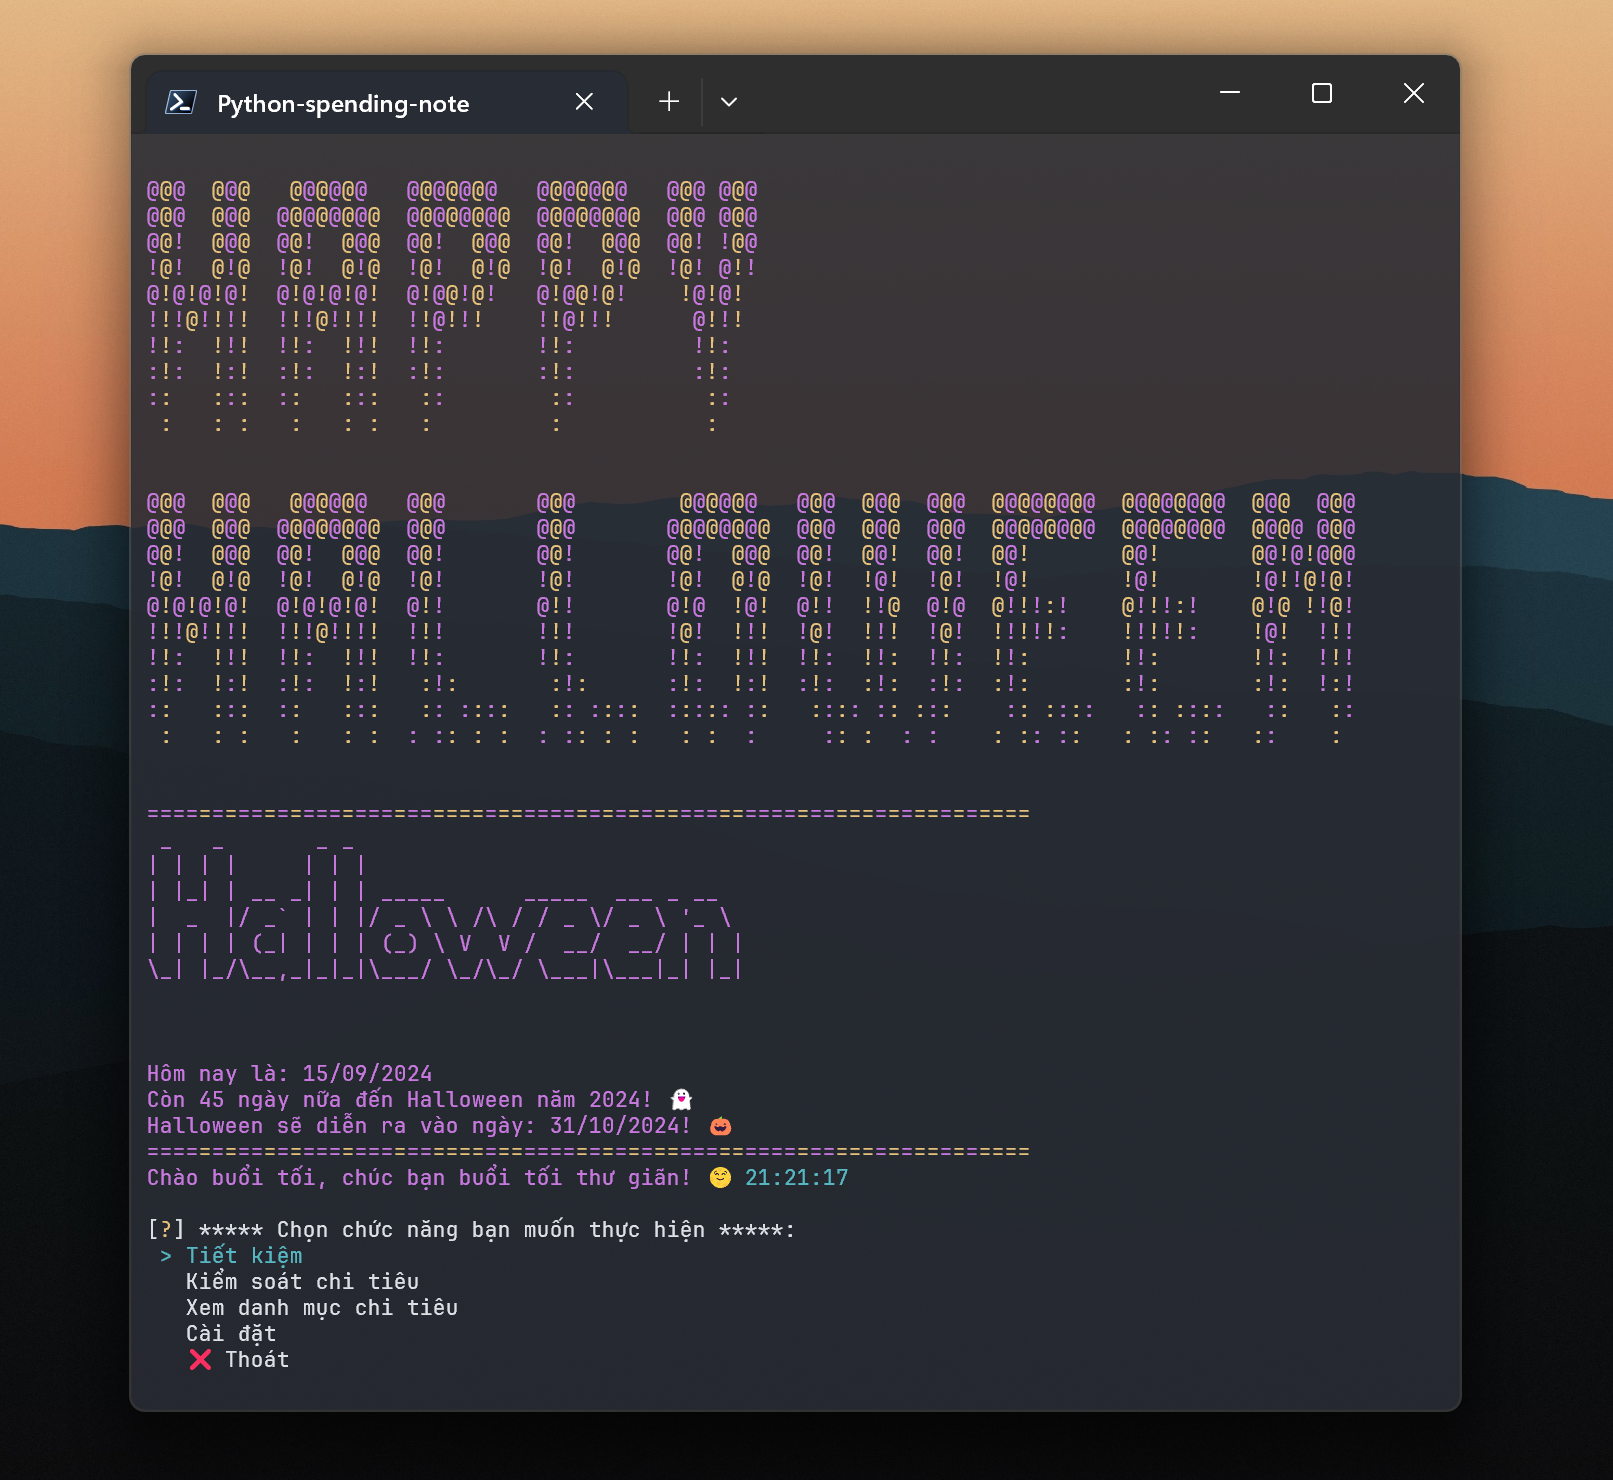 @@@  @@@   @@@@@@   @@@@@@@   @@@@@@@   @@@ @@@
@@@  @@@  @@@@@@@@  @@@@@@@@  @@@@@@@@  @@@ @@@
@@!  @@@  @@!  @@@  @@!  @@@  @@!  @@@  @@! !@@
!@!  @!@  !@!  @!@  !@!  @!@  !@!  @!@  !@! @!!
@!@!@!@!  @!@!@!@!  @!@@!@!   @!@@!@!    !@!@!
!!!@!!!!  !!!@!!!!  !!@!!!    !!@!!!      @!!!
!!:  !!!  !!:  !!!  !!:       !!:         !!:
:!:  !:!  :!:  !:!  :!:       :!:         :!:
::   :::  ::   :::   ::        ::          ::
 :   : :   :   : :   :         :           :
@@@  @@@   @@@@@@   @@@       @@@        @@@@@@   @@@  @@@  @@@  @@@@@@@@  @@@@@@@@  @@@  @@@
@@@  @@@  @@@@@@@@  @@@       @@@       @@@@@@@@  @@@  @@@  @@@  @@@@@@@@  @@@@@@@@  @@@@ @@@
@@!  @@@  @@!  @@@  @@!       @@!       @@!  @@@  @@!  @@!  @@!  @@!       @@!       @@!@!@@@
!@!  @!@  !@!  @!@  !@!       !@!       !@!  @!@  !@!  !@!  !@!  !@!       !@!       !@!!@!@!
@!@!@!@!  @!@!@!@!  @!!       @!!       @!@  !@!  @!!  !!@  @!@  @!!!:!    @!!!:!    @!@ !!@!
!!!@!!!!  !!!@!!!!  !!!       !!!       !@!  !!!  !@!  !!!  !@!  !!!!!:    !!!!!:    !@!  !!!
!!:  !!!  !!:  !!!  !!:       !!:       !!:  !!!  !!:  !!:  !!:  !!:       !!:       !!:  !!!
:!:  !:!  :!:  !:!   :!:       :!:      :!:  !:!  :!:  :!:  :!:  :!:       :!:       :!:  !:!
::   :::  ::   :::   :: ::::   :: ::::  ::::: ::   :::: :: :::    :: ::::   :: ::::   ::   ::
 :   : :   :   : :  : :: : :  : :: : :   : :  :     :: :  : :    : :: ::   : :: ::   ::    :
====================================================================
 _   _       _ _
| | | |     | | |
| |_| | __ _| | | _____      _____  ___ _ __
|  _  |/ _` | | |/ _ \ \ /\ / / _ \/ _ \ '_ \
| | | | (_| | | | (_) \ V  V /  __/  __/ | | |
\_| |_/\__,_|_|_|\___/ \_/\_/ \___|\___|_| |_|
Hôm nay là: 15/09/2024
Còn 45 ngày nữa đến Halloween năm 2024! 👻
Halloween sẽ diễn ra vào ngày: 31/10/2024! 🎃
====================================================================
Chào buổi tối, chúc bạn buổi tối thư giãn! 😌 21:21:17
[?] ***** Chọn chức năng bạn muốn thực hiện *****:
 > Tiết kiệm
   Kiểm soát chi tiêu
   Xem danh mục chi tiêu
   Cài đặt
   ❌ Thoát
Python-spending-note